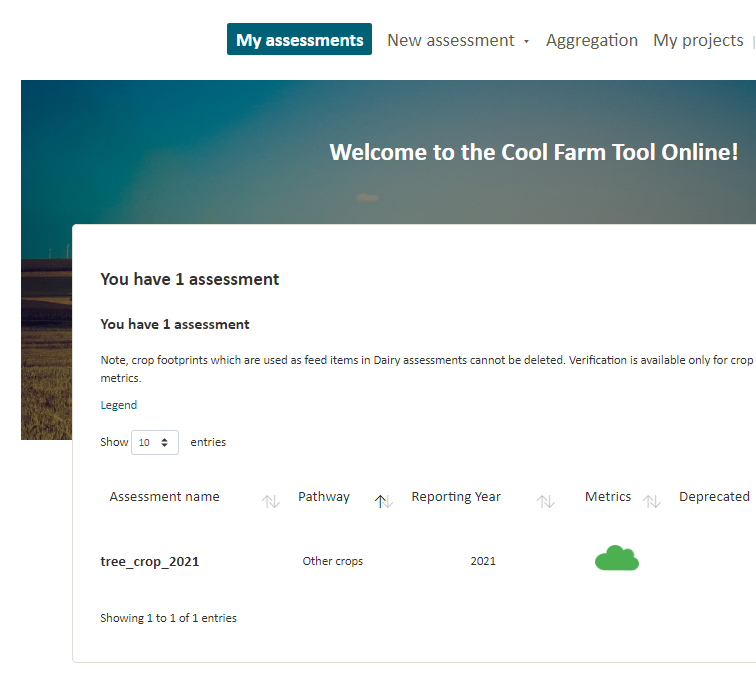 My assessments New assessment Aggregation My projects
Welcome to the Cool Farm Tool Online!
You have 1 assessment
You have 1 assessment
Note, crop footprints which are used as feed items in Dairy assessments cannot be deleted. Verification is available only for crop
metrics.
Legend
Show 10 entries
Assessment name Pathway Reporting Year Metrics Deprecated
tree_crop_2021 Other crops 2021
Showing 1 to 1 of 1 entries